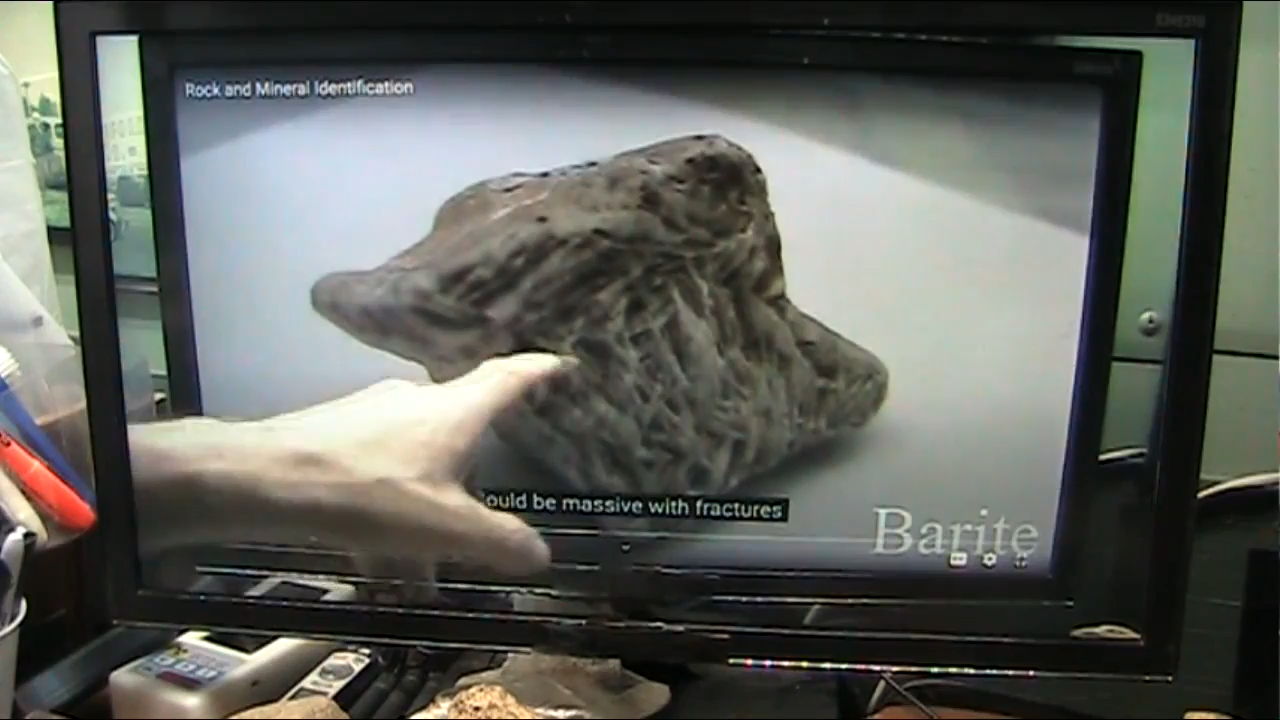 Rock and Mineral Identification
ould be massive with fractures
Barite